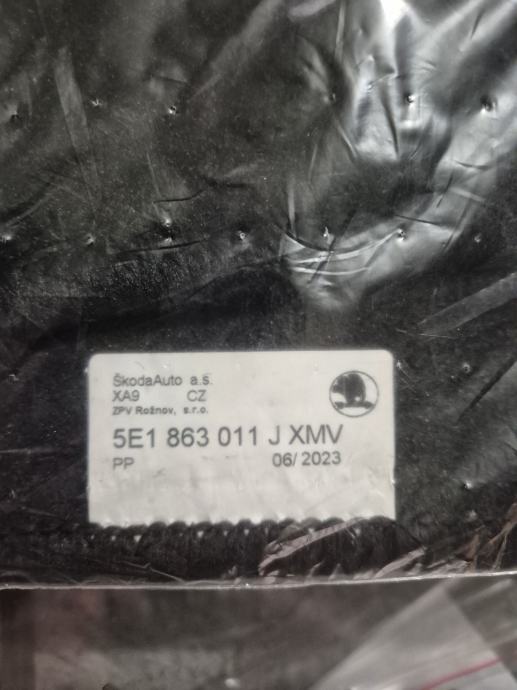 ŠkodaAuto a.s.
XA9 CZ
ZPV Rožnov, s.r.o.
5E1 863 011 J XMV
PP 06/ 2023